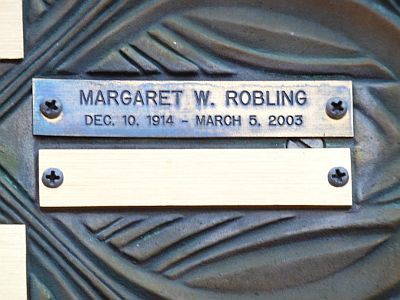 MARGARET W. ROBLING
DEC. 10, 1914 - MARCH 5, 2003